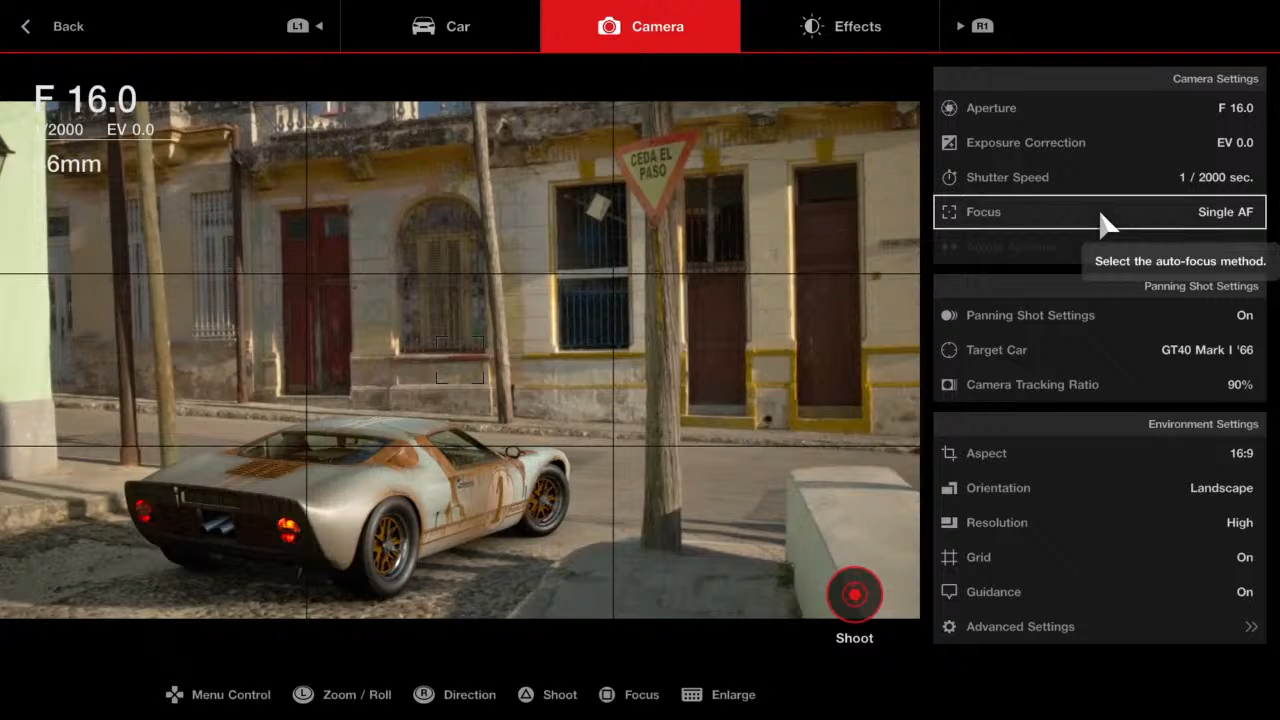 Back
L1
Car
Camera
Effects
R1
F 16.0
/2000 EV 0.0
6mm
CEDA EL
PASO
Camera Settings
Aperture F 16.0
Exposure Correction EV 0.0
Shutter Speed 1 / 2000 sec.
Focus Single AF
Select the auto-focus method.
Panning Shot Settings
Panning Shot Settings On
Target Car GT40 Mark I '66
Camera Tracking Ratio 90%
Environment Settings
Aspect 16:9
Orientation Landscape
Resolution High
Grid On
Guidance On
Advanced Settings
Shoot
Menu Control
L Zoom / Roll
R Direction
Shoot
Focus
Enlarge